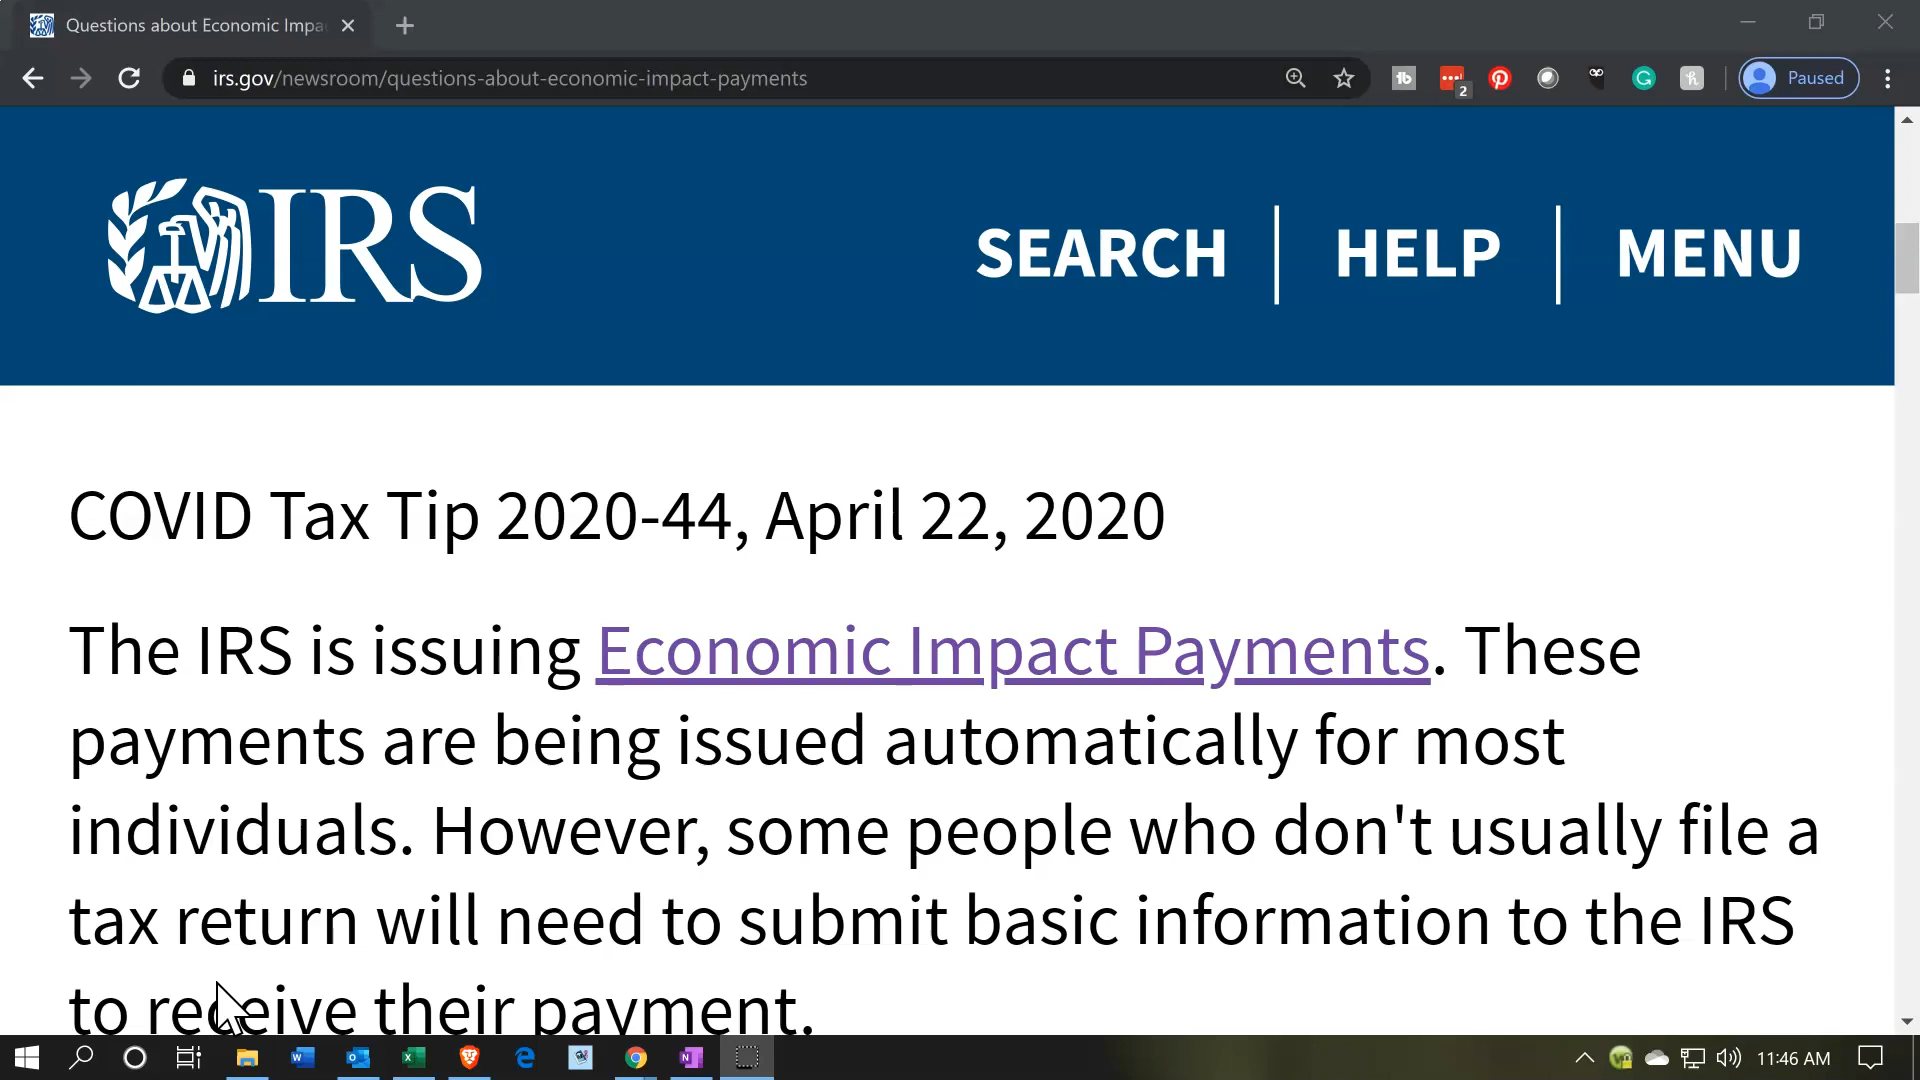 Questions about Economic Impa
irs.gov/newsroom/questions-about-economic-impact-payments
2
Paused
IRS
SEARCH
HELP
MENU
COVID Tax Tip 2020-44, April 22, 2020
The IRS is issuing Economic Impact Payments. These
payments are being issued automatically for most
individuals. However, some people who don't usually file a
tax return will need to submit basic information to the IRS
to receive their payment.
11:46 AM